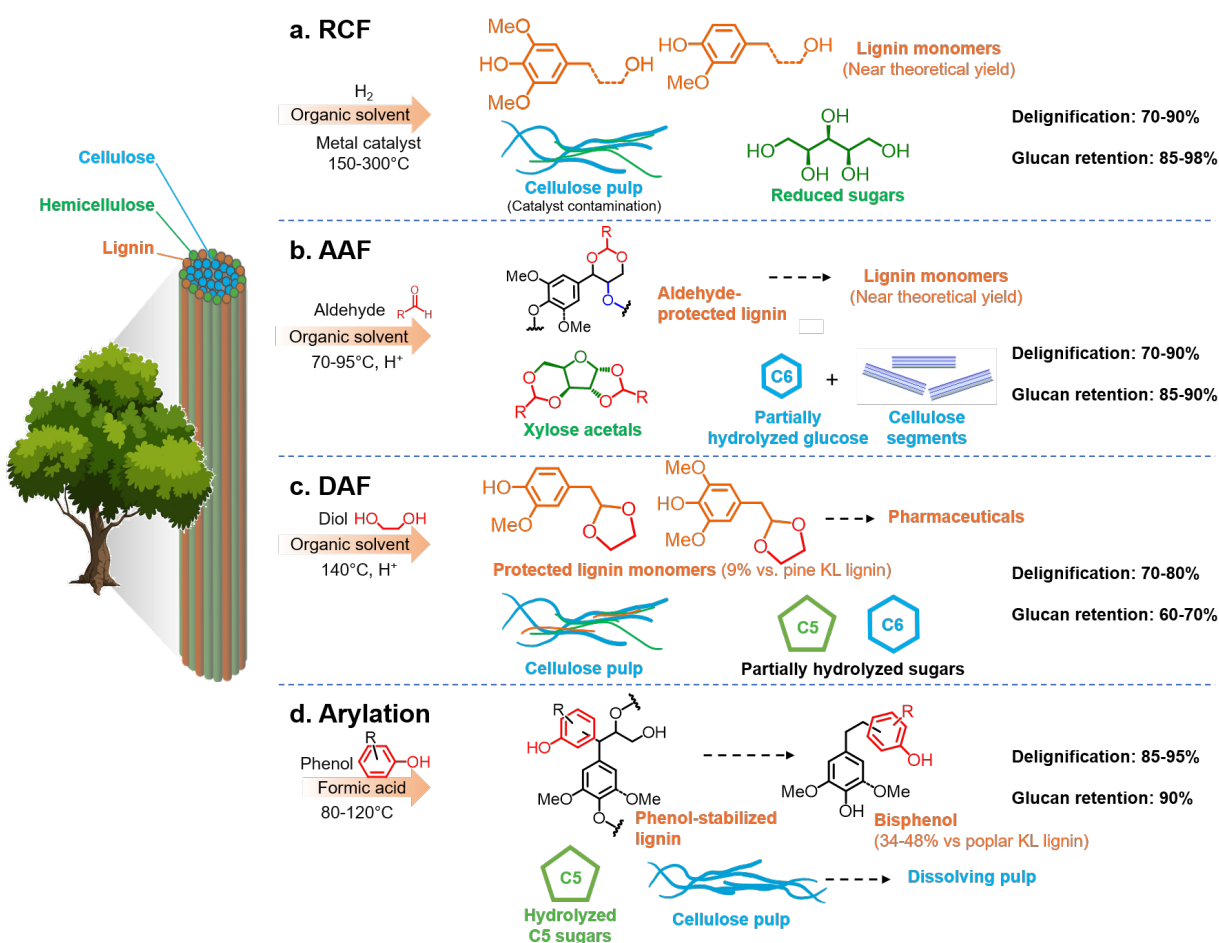 Cellulose
Hemicellulose
Lignin
a. RCF
H2
Organic solvent
Metal catalyst
150-300°C
MeO
HO
MeO
OH
HO
MeO
OH
Lignin monomers
(Near theoretical yield)
Cellulose pulp
(Catalyst contamination)
OH
HO
OH
OH
OH
Reduced sugars
Delignification: 70-90%
Glucan retention: 85-98%
b. AAF
Aldehyde
O
R
H
Organic solvent
70-95°C, H+
R
O
O
MeO
O
O
OMe
Aldehyde-
protected lignin
Lignin monomers
(Near theoretical yield)
O
O
O
R
O
O
R
Xylose acetals
C6
+
Partially
hydrolyzed glucose
Cellulose
segments
Delignification: 70-90%
Glucan retention: 85-90%
c. DAF
Diol
HO
OH
Organic solvent
140°C, H+
HO
MeO
O
O
MeO
HO
MeO
O
O
Pharmaceuticals
Protected lignin monomers (9% vs. pine KL lignin)
Cellulose pulp
C5
C6
Partially hydrolyzed sugars
Delignification: 70-80%
Glucan retention: 60-70%
d. Arylation
R
Phenol
OH
Formic acid
80-120°C
R
O
HO
OH
MeO
OMe
O
Phenol-stabilized
lignin
R
OH
MeO
OMe
OH
Bisphenol
(34-48% vs poplar KL lignin)
Delignification: 85-95%
Glucan retention: 90%
C5
Hydrolyzed
C5 sugars
Cellulose pulp
Dissolving pulp